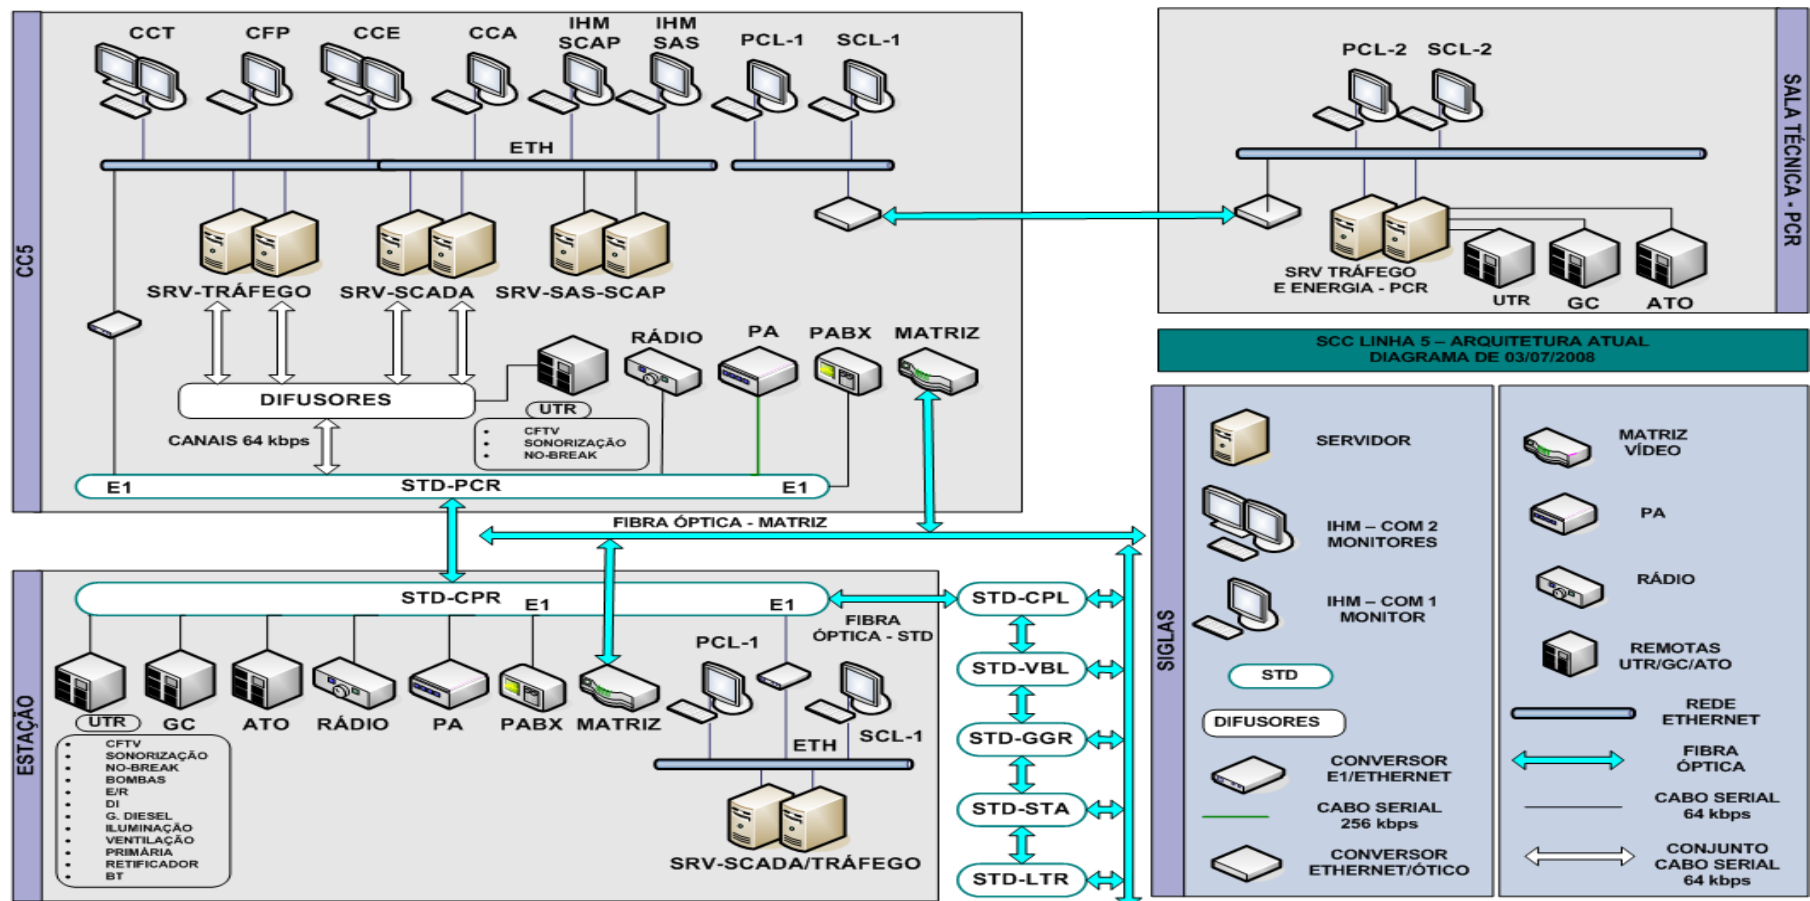 CC5
CCT
CFP
CCE
CCA
IHM
SCAP
IHM
SAS
PCL-1
SCL-1
ETH
SRV-TRÁFEGO
SRV-SCADA
SRV-SAS-SCAP
RÁDIO
PA
PABX
MATRIZ
DIFUSORES
UTR
• CFTV
• SONORIZAÇÃO
• NO-BREAK
CANAIS 64 kbps
E1
STD-PCR
E1
FIBRA ÓPTICA - MATRIZ
SALA TÉCNICA - PCR
PCL-2
SCL-2
SRV TRÁFEGO
E ENERGIA - PCR
UTR
GC
ATO
SCC LINHA 5 – ARQUITETURA ATUAL
DIAGRAMA DE 03/07/2008
ESTAÇÃO
STD-CPR
E1
E1
FIBRA
ÓPTICA - STD
UTR
GC
ATO
RÁDIO
PA
PABX
MATRIZ
PCL-1
SCL-1
ETH
SRV-SCADA/TRÁFEGO
• CFTV
• SONORIZAÇÃO
• NO-BREAK
• BOMBAS
• E/R
• DI
• G. DIESEL
• ILUMINAÇÃO
• VENTILAÇÃO
• PRIMÁRIA
• RETIFICADOR
• BT
STD-CPL
STD-VBL
STD-GGR
STD-STA
STD-LTR
SIGLAS
SERVIDOR
IHM – COM 2
MONITORES
IHM – COM 1
MONITOR
STD
DIFUSORES
CONVERSOR
E1/ETHERNET
CABO SERIAL
256 kbps
CONVERSOR
ETHERNET/ÓTICO
MATRIZ
VÍDEO
PA
RÁDIO
REMOTAS
UTR/GC/ATO
REDE
ETHERNET
FIBRA
ÓPTICA
CABO SERIAL
64 kbps
CONJUNTO
CABO SERIAL
64 kbps